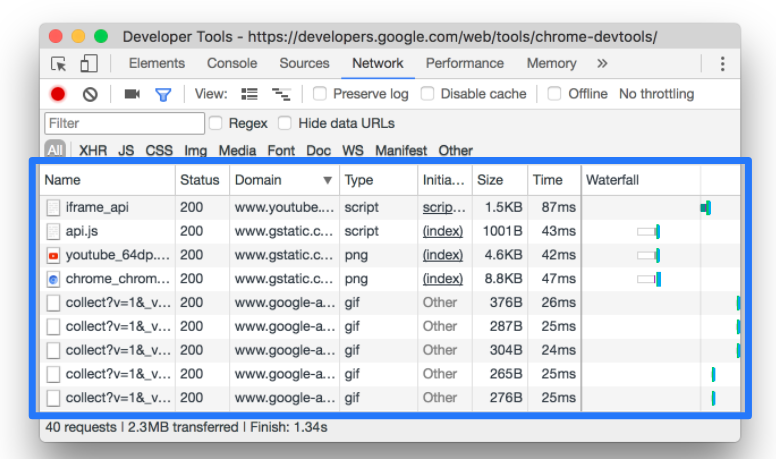 Developer Tools - https://developers.google.com/web/tools/chrome-devtools/
Elements Console Sources Network Performance Memory »
View: Preserve log Disable cache Offline No throttling
Filter Regex Hide data URLs
All XHR JS CSS Img Media Font Doc WS Manifest Other
Name Status Domain ▼ Type Initia... Size Time Waterfall
iframe_api 200 www.youtube.... script scrip... 1.5KB 87ms
api.js 200 www.gstatic.c... script (index) 1001B 43ms
youtube_64dp.... 200 www.gstatic.c... png (index) 4.6KB 42ms
chrome_chrom... 200 www.gstatic.c... png (index) 8.8KB 47ms
collect?v=1&_v... 200 www.google-a... gif Other 376B 26ms
collect?v=1&_v... 200 www.google-a... gif Other 287B 25ms
collect?v=1&_v... 200 www.google-a... gif Other 304B 24ms
collect?v=1&_v... 200 www.google-a... gif Other 265B 25ms
collect?v=1&_v... 200 www.google-a... gif Other 276B 25ms
40 requests | 2.3MB transferred | Finish: 1.34s